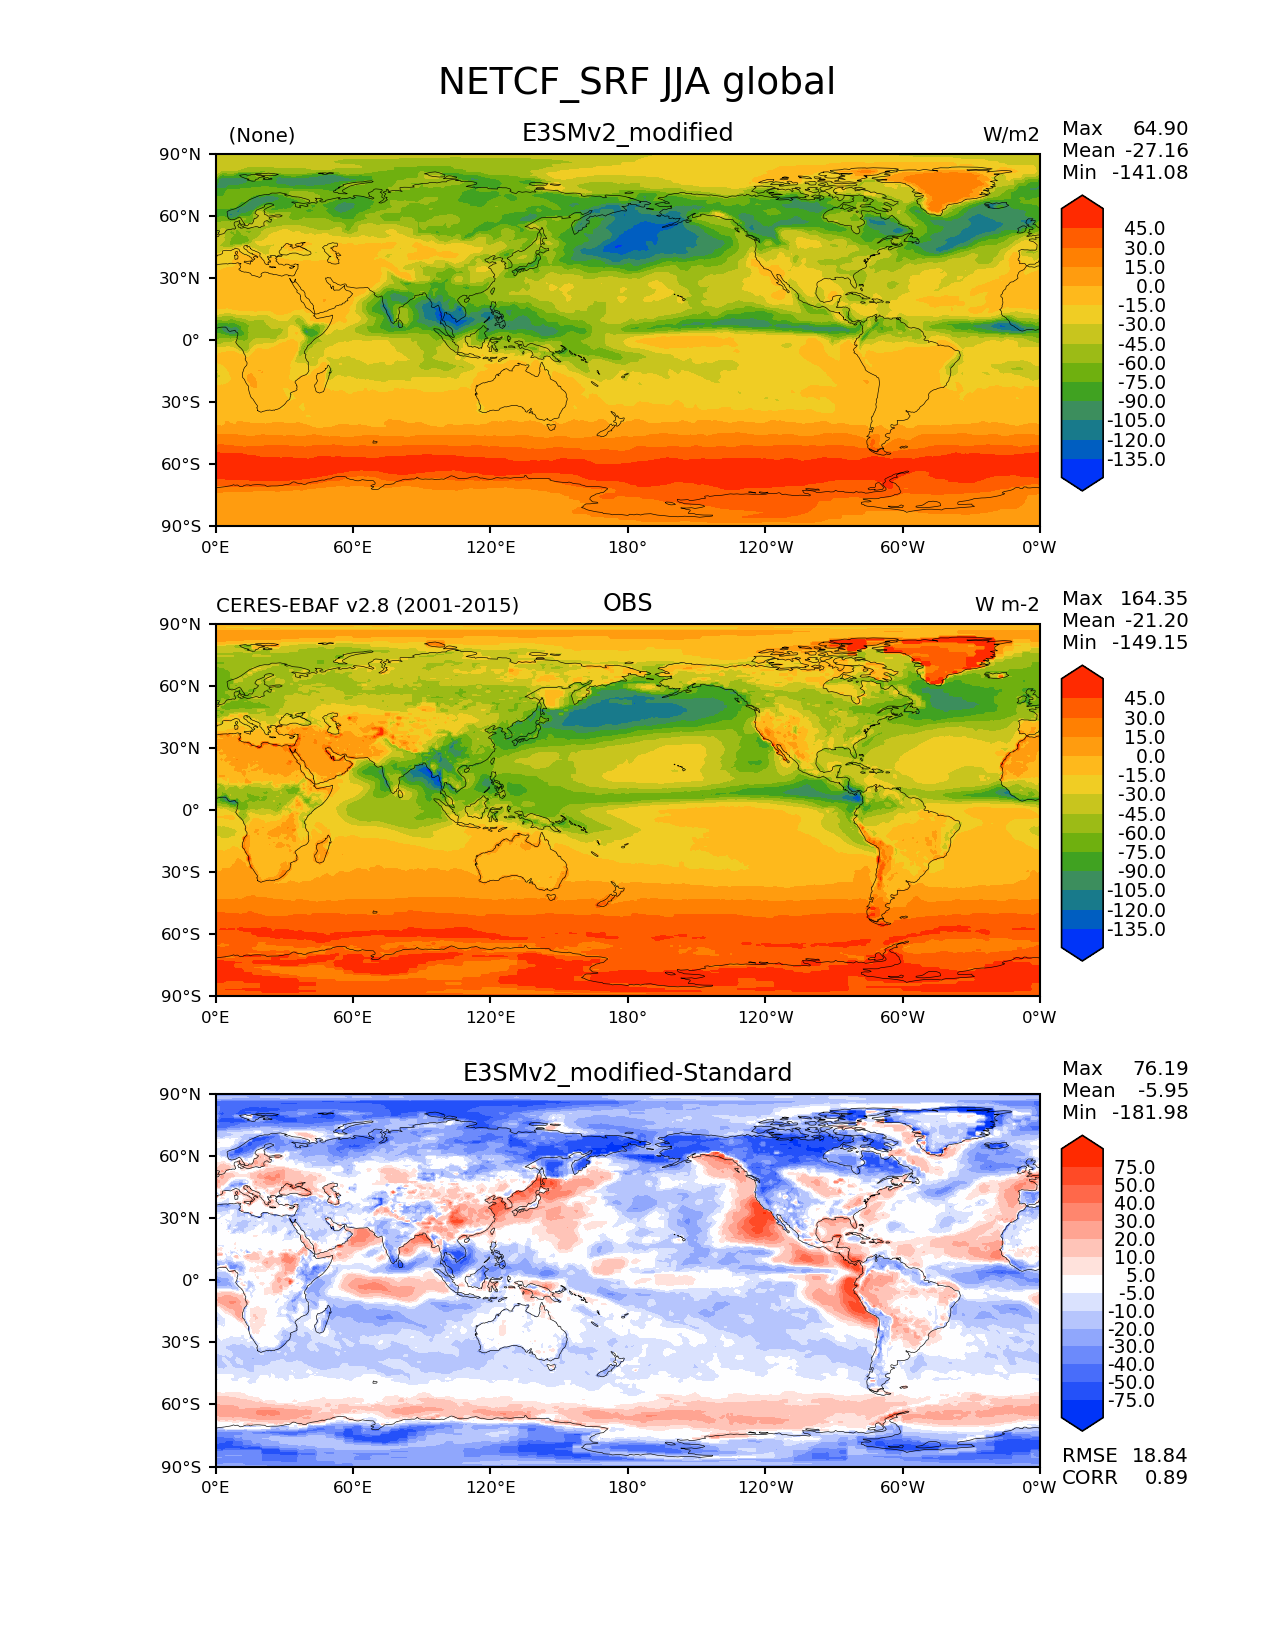 NETCF_SRF JJA global
(None) E3SMv2_modified W/m2
Max 64.90
Mean -27.16
Min -141.08
90°N
60°N
30°N
0°
30°S
60°S
90°S
0°E 60°E 120°E 180° 120°W 60°W 0°W
45.0
30.0
15.0
0.0
-15.0
-30.0
-45.0
-60.0
-75.0
-90.0
-105.0
-120.0
-135.0
CERES-EBAF v2.8 (2001-2015) OBS W m-2
Max 164.35
Mean -21.20
Min -149.15
90°N
60°N
30°N
0°
30°S
60°S
90°S
0°E 60°E 120°E 180° 120°W 60°W 0°W
45.0
30.0
15.0
0.0
-15.0
-30.0
-45.0
-60.0
-75.0
-90.0
-105.0
-120.0
-135.0
E3SMv2_modified-Standard
Max 76.19
Mean -5.95
Min -181.98
90°N
60°N
30°N
0°
30°S
60°S
90°S
0°E 60°E 120°E 180° 120°W 60°W 0°W
75.0
50.0
40.0
30.0
20.0
10.0
5.0
-5.0
-10.0
-20.0
-30.0
-40.0
-50.0
-75.0
RMSE 18.84
CORR 0.89